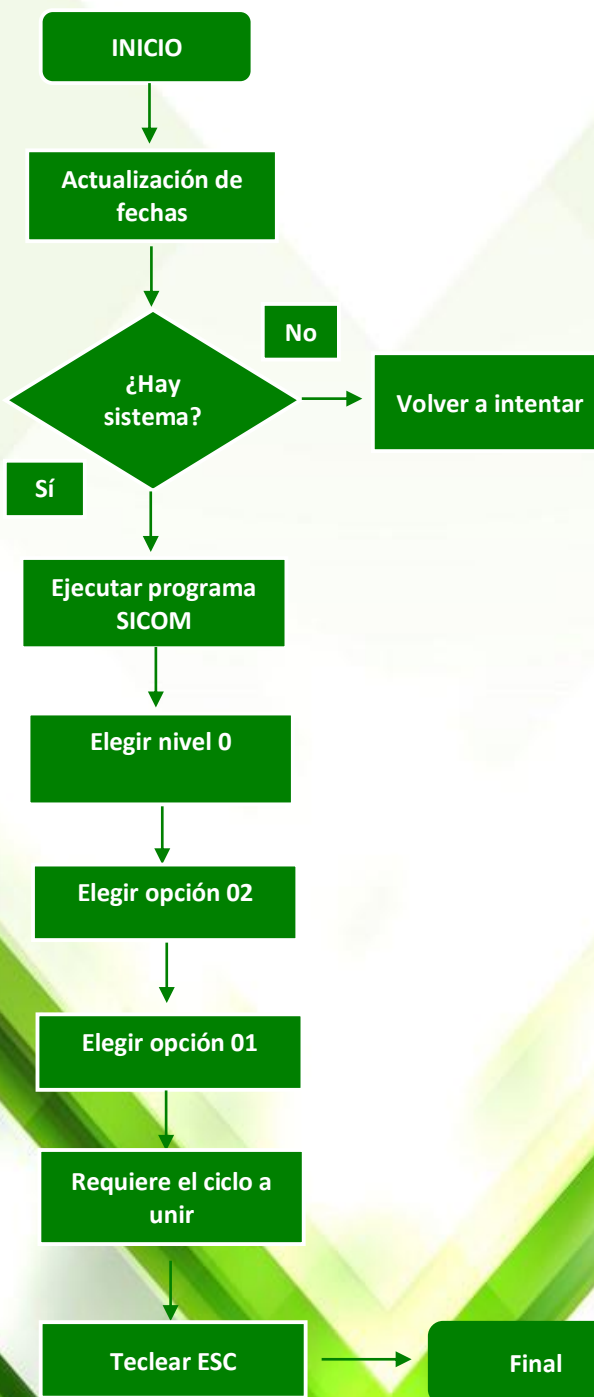 INICIO
Actualización de
fechas
No
¿Hay
sistema?
Volver a intentar
Sí
Ejecutar programa
SICOM
Elegir nivel 0
Elegir opción 02
Elegir opción 01
Requiere el ciclo a
unir
Teclear ESC
Final